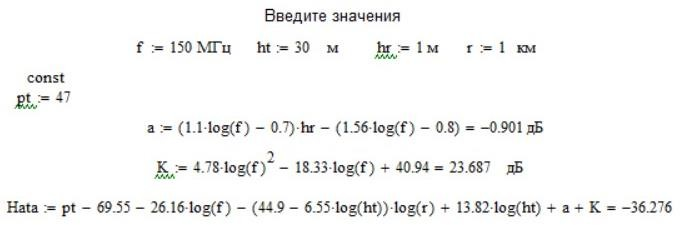 Введите значения
f := 150 МГц ht := 30 м hr := 1 м r := 1 км
const
pt := 47
a := (1.1·log(f) − 0.7)·hr − (1.56·log(f) − 0.8) = −0.901 дБ
K := 4.78·log(f)² − 18.33·log(f) + 40.94 = 23.687 дБ
Hata := pt − 69.55 − 26.16·log(f) − (44.9 − 6.55·log(ht))·log(r) + 13.82·log(ht) + a + K = −36.276